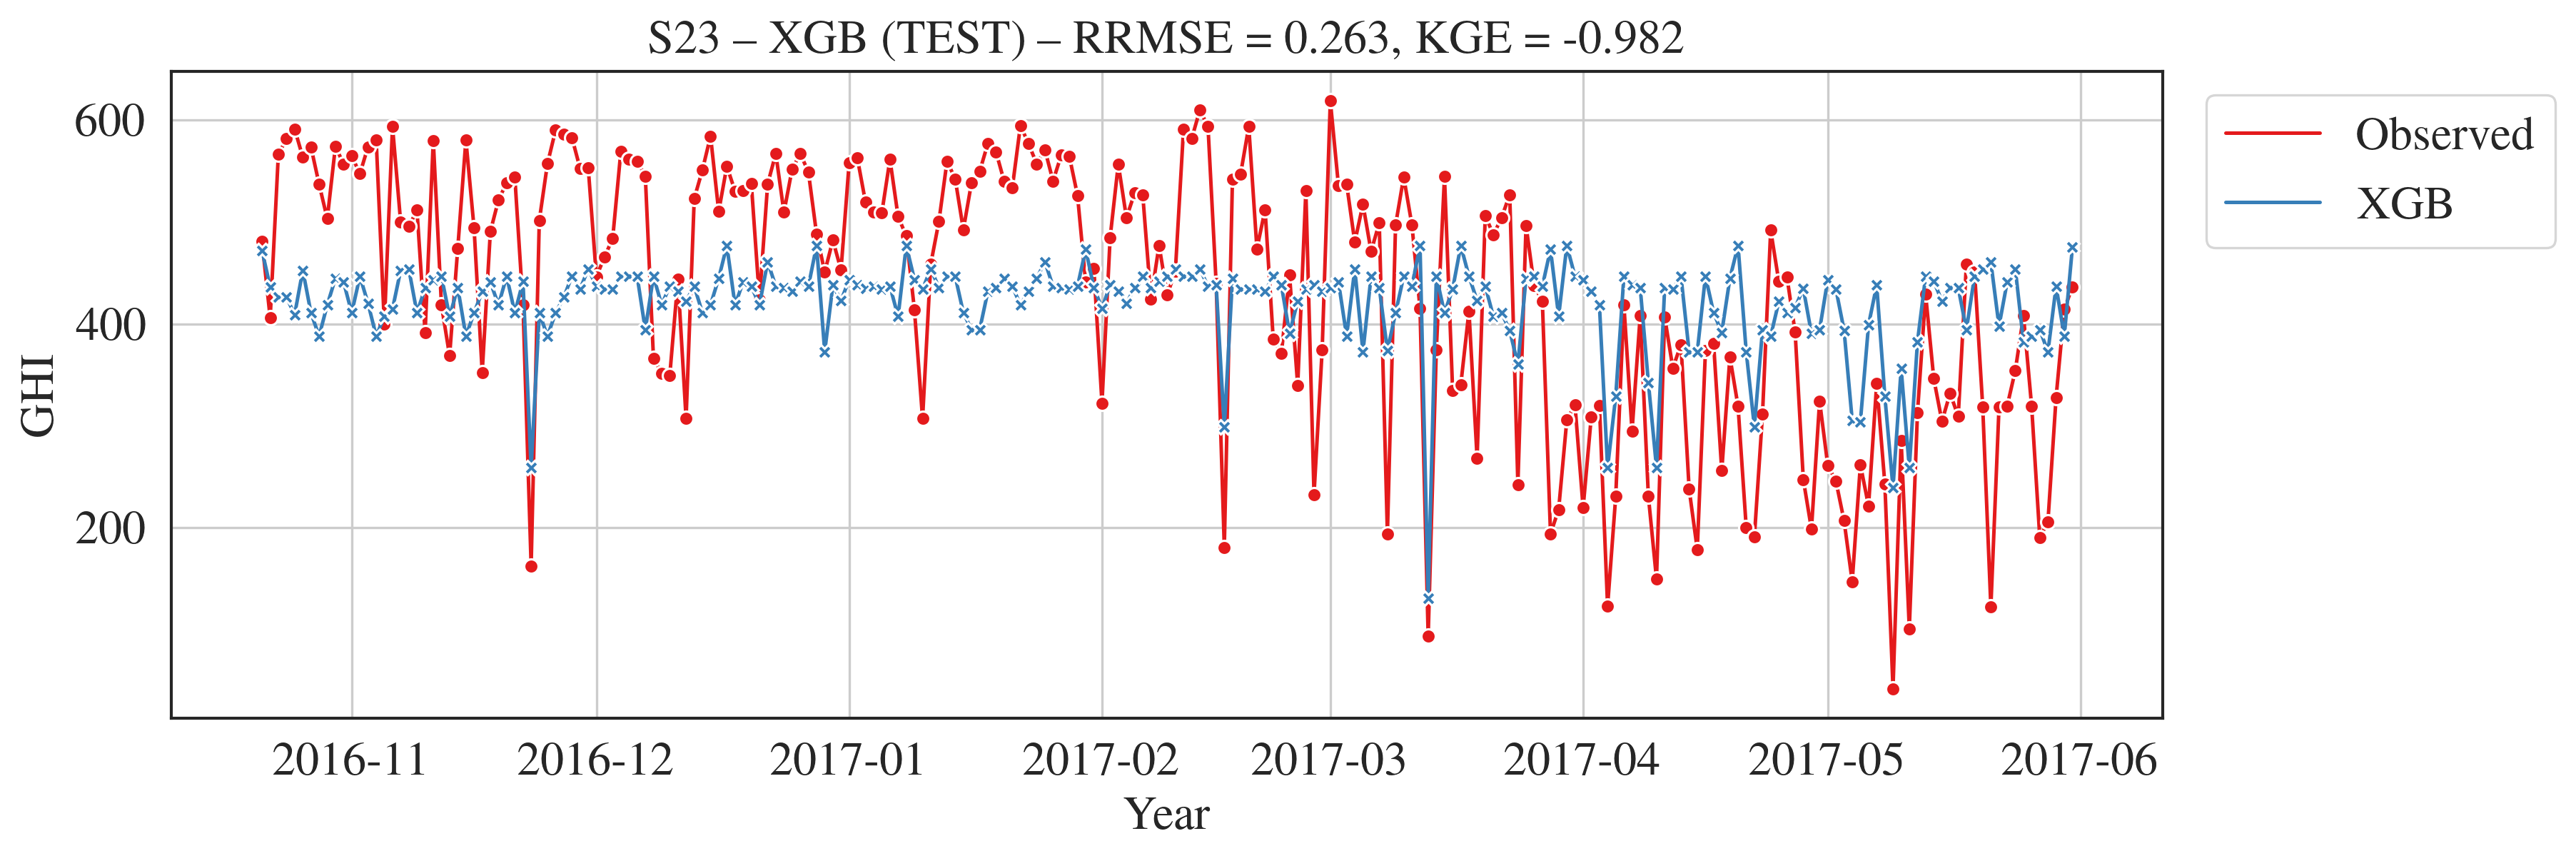 S23 – XGB (TEST) – RRMSE = 0.263, KGE = -0.982
Observed
XGB
600
400
200
GHI
2016-11 2016-12 2017-01 2017-02 2017-03 2017-04 2017-05 2017-06
Year